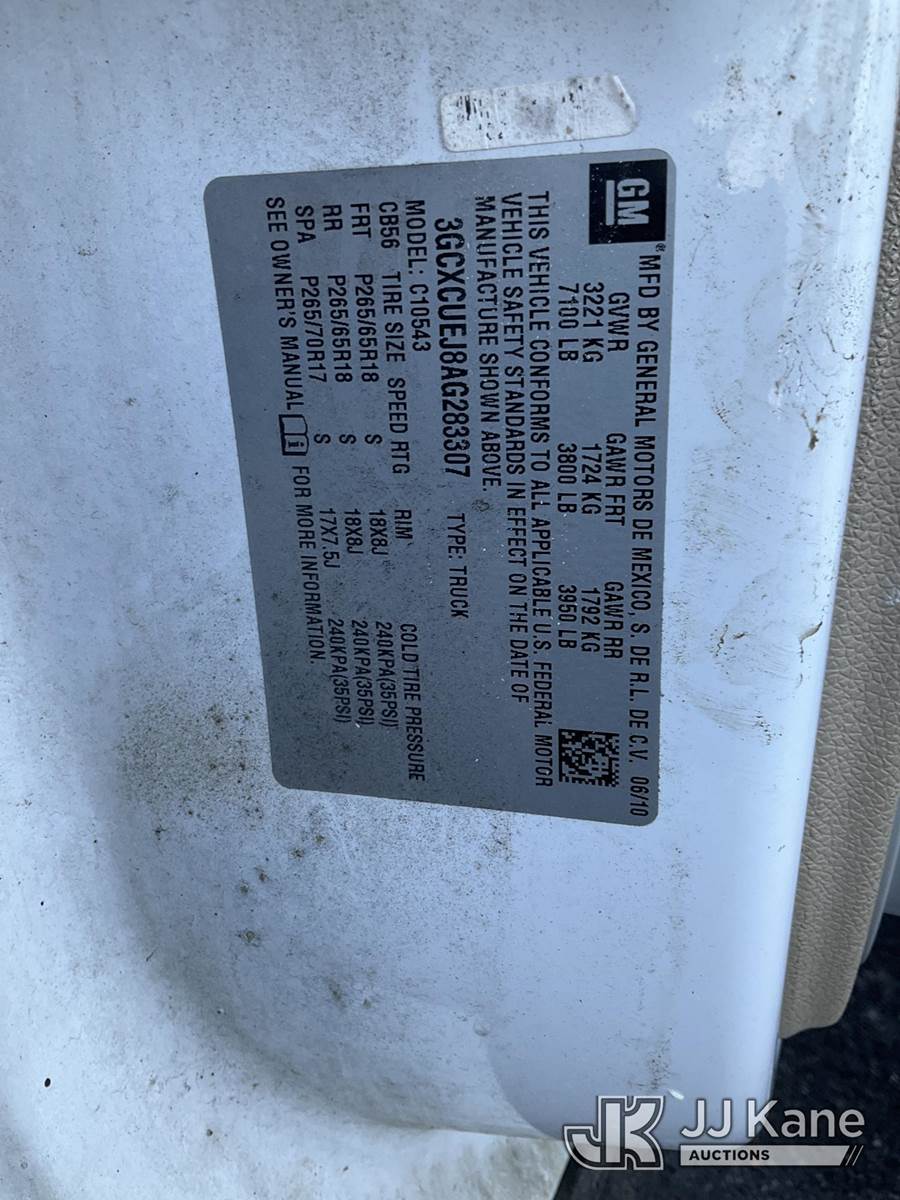 GM
® MFD BY GENERAL MOTORS DE MEXICO, S. DE R.L. DE C.V. 06/10
GVWR GAWR FRT GAWR RR
3221 KG 1724 KG 1792 KG
7100 LB 3800 LB 3950 LB
THIS VEHICLE CONFORMS TO ALL APPLICABLE U.S. FEDERAL MOTOR
VEHICLE SAFETY STANDARDS IN EFFECT ON THE DATE OF
MANUFACTURE SHOWN ABOVE.
3GCXCUEJ8AG283307 TYPE: TRUCK
MODEL: C10543
CB56 TIRE SIZE SPEED RTG RIM COLD TIRE PRESSURE
FRT P265/65R18 S 18X8J 240KPA(35PSI)
RR P265/65R18 S 18X8J 240KPA(35PSI)
SPA P265/70R17 S 17X7.5J 240KPA(35PSI)
SEE OWNER'S MANUAL i FOR MORE INFORMATION.
JK JJ Kane
AUCTIONS